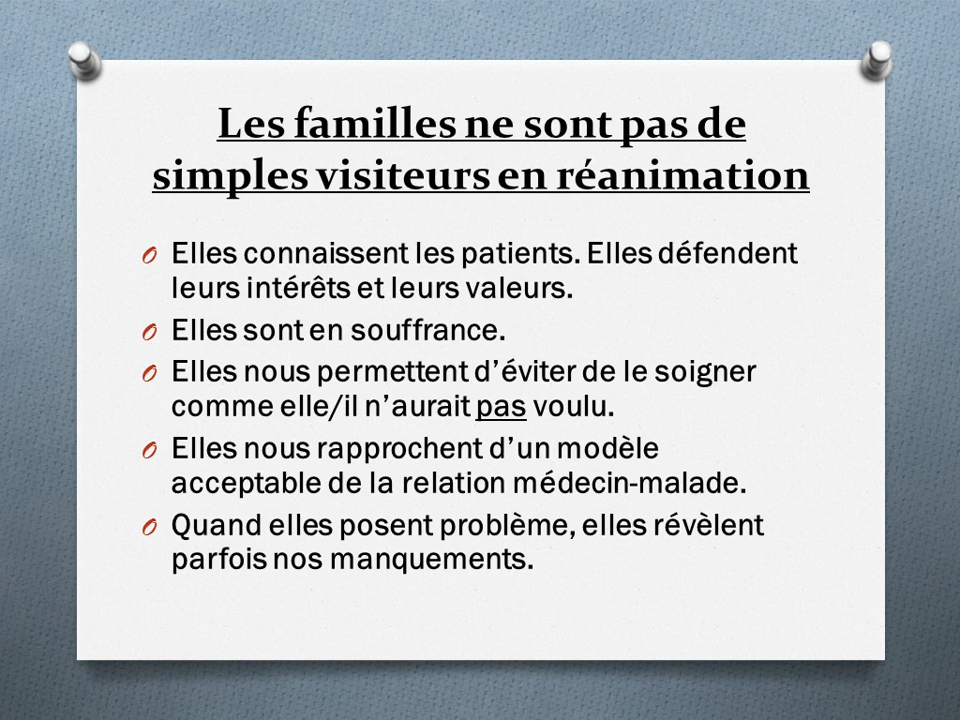 Les familles ne sont pas de
simples visiteurs en réanimation
Elles connaissent les patients. Elles défendent
leurs intérêts et leurs valeurs.
Elles sont en souffrance.
Elles nous permettent d’éviter de le soigner
comme elle/il n’aurait pas voulu.
Elles nous rapprochent d’un modèle
acceptable de la relation médecin-malade.
Quand elles posent problème, elles révèlent
parfois nos manquements.